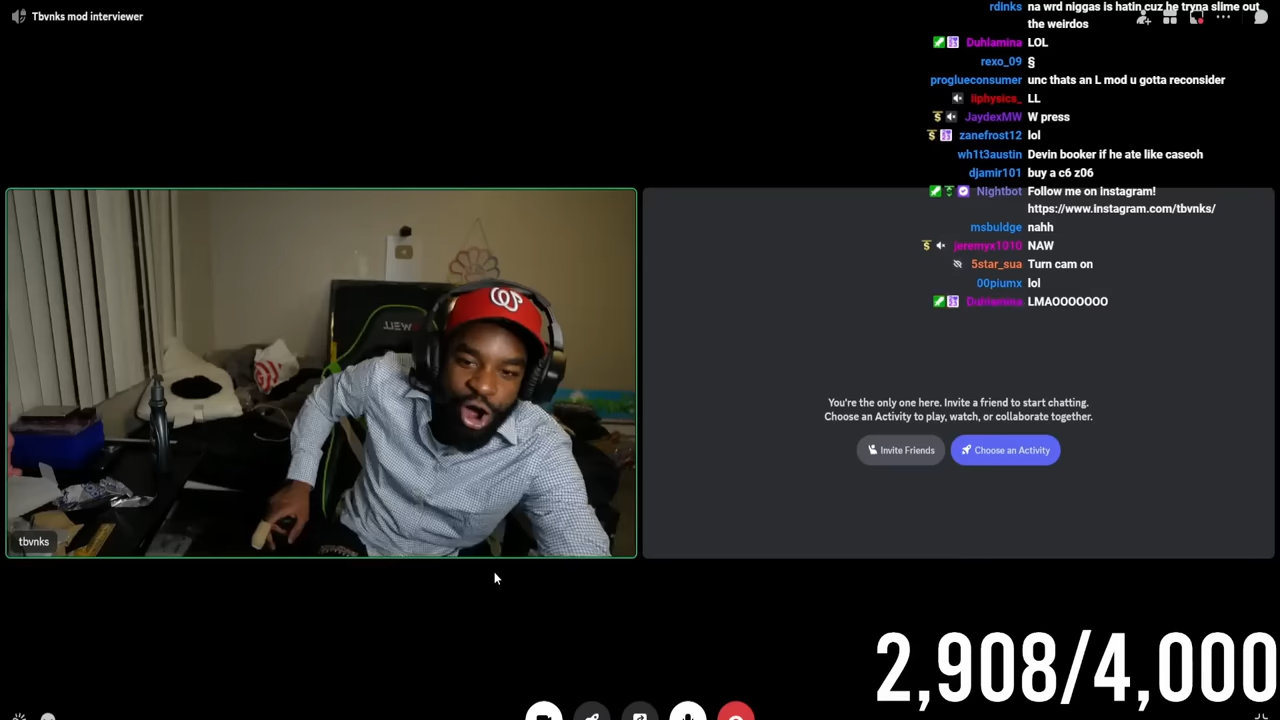 Tbvnks mod interviewer
rdinks na wrd niggas is hatin cuz he tryna slime out
the weirdos
Duhlamina LOL
rexo_09 §
proglueconsumer unc thats an L mod u gotta reconsider
liphysics_ LL
JaydexMW W press
zanefrost12 lol
wh1t3austin Devin booker if he ate like caseoh
djamir101 buy a c6 z06
Nightbot Follow me on instagram!
https://www.instagram.com/tbvnks/
msbuldge nahh
jeremyx1010 NAW
5star_sua Turn cam on
00piumx lol
Duhlamina LMAOOOOOOO
You're the only one here. Invite a friend to start chatting.
Choose an Activity to play, watch, or collaborate together.
Invite Friends
Choose an Activity
tbvnks
2,908/4,000